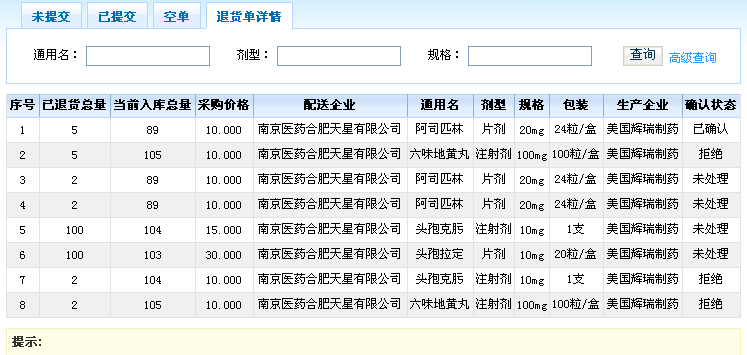 未提交 已提交 空单 退货单详情
通用名： 剂型： 规格： 查询 高级查询
序号 已退货总量 当前入库总量 采购价格 配送企业 通用名 剂型 规格 包装 生产企业 确认状态
1 5 89 10.000 南京医药合肥天星有限公司 阿司匹林 片剂 20mg 24粒/盒 美国辉瑞制药 已确认
2 5 105 10.000 南京医药合肥天星有限公司 六味地黄丸 注射剂 100mg 100粒/盒 美国辉瑞制药 拒绝
3 2 89 10.000 南京医药合肥天星有限公司 阿司匹林 片剂 20mg 24粒/盒 美国辉瑞制药 未处理
4 2 89 10.000 南京医药合肥天星有限公司 阿司匹林 片剂 20mg 24粒/盒 美国辉瑞制药 未处理
5 100 104 15.000 南京医药合肥天星有限公司 头孢克肟 注射剂 10mg 1支 美国辉瑞制药 未处理
6 100 103 30.000 南京医药合肥天星有限公司 头孢拉定 片剂 10mg 20粒/盒 美国辉瑞制药 未处理
7 2 104 10.000 南京医药合肥天星有限公司 头孢克肟 注射剂 10mg 1支 美国辉瑞制药 拒绝
8 2 105 10.000 南京医药合肥天星有限公司 六味地黄丸 注射剂 100mg 100粒/盒 美国辉瑞制药 拒绝
提示: